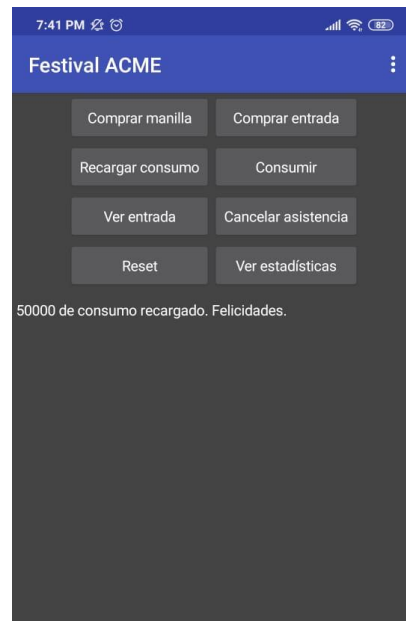 7:41 PM 82
Festival ACME
Comprar manilla Comprar entrada
Recargar consumo Consumir
Ver entrada Cancelar asistencia
Reset Ver estadísticas
50000 de consumo recargado. Felicidades.